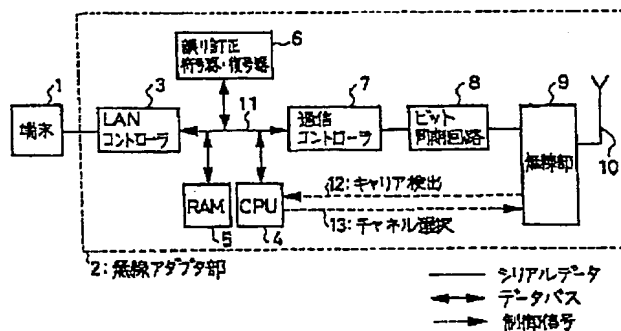 6
誤り訂正
符号器・復号器
1
端末
3
LAN
コントローラ
11
7
通信
コントローラ
8
ビット
同期回路
9
無線部
10
RAM
5
CPU
4
12:キャリア検出
13:チャネル選択
2:無線アダプタ部
シリアルデータ
データバス
制御信号